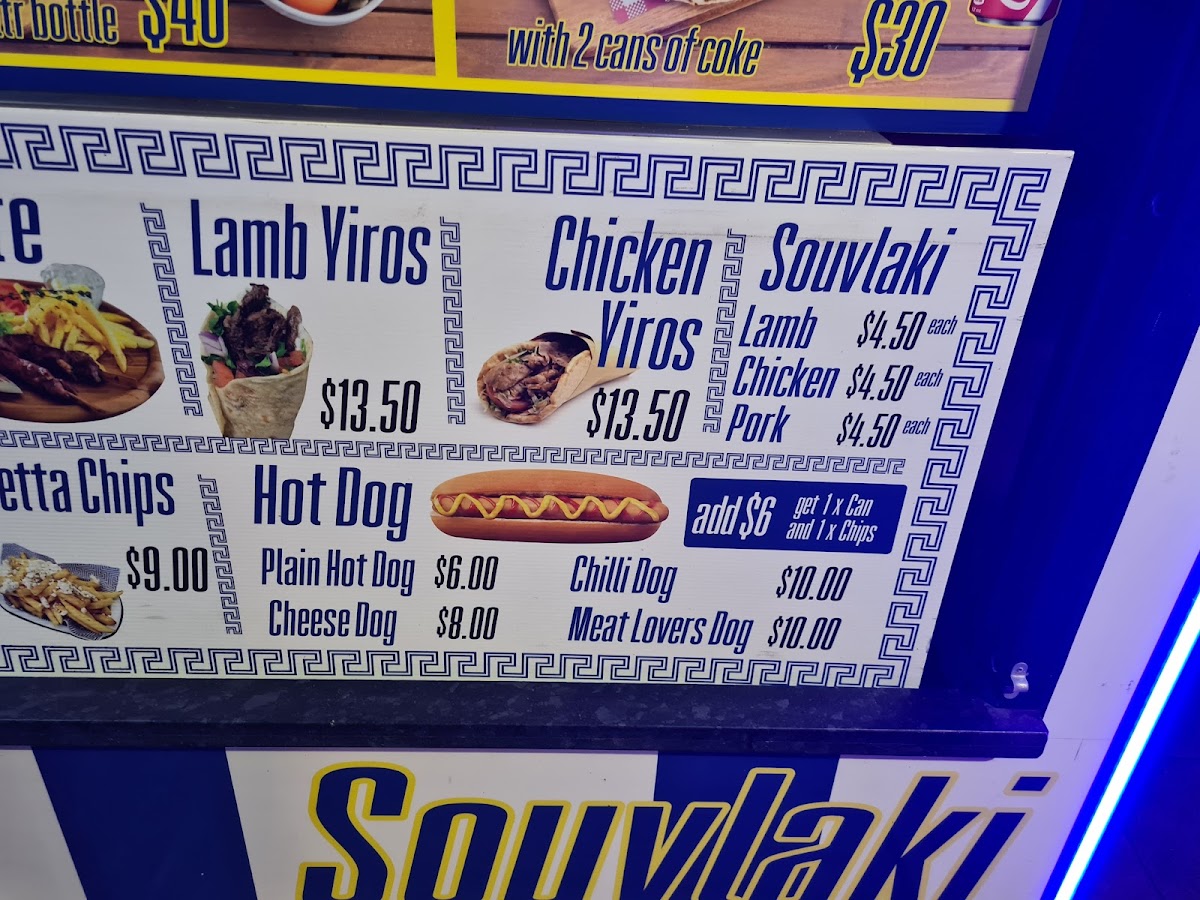 bottle $40
with 2 cans of coke $30
Lamb Yiros
$13.50
Chicken
Yiros
$13.50
Souvlaki
Lamb $4.50 each
Chicken $4.50 each
Pork $4.50 each
etta Chips
$9.00
Hot Dog
add $6 get 1 x Can
and 1 x Chips
Plain Hot Dog $6.00
Cheese Dog $8.00
Chilli Dog $10.00
Meat Lovers Dog $10.00
Souvlaki